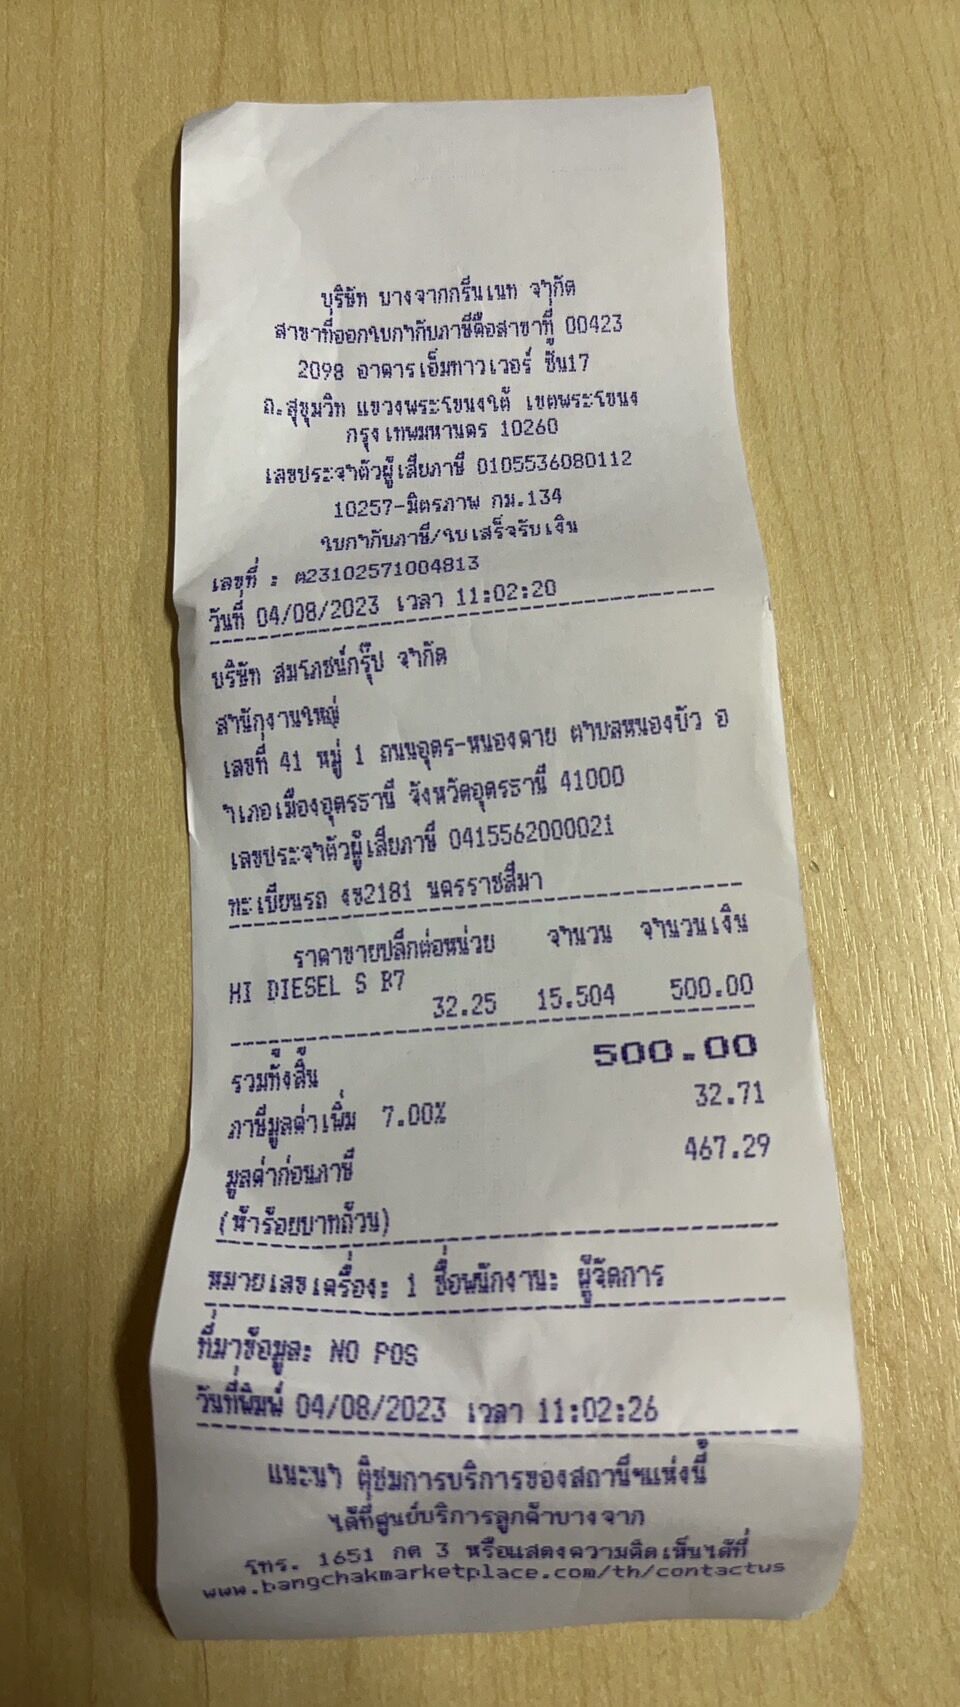 บริษัท บางจากกรีนเนท จำกัด
สาขาที่ออกใบกำกับภาษีคือสาขาที่ 00423
2098 อาคารเอ็มทาวเวอร์ ชั้น17
ถ.สุขุมวิท แขวงพระโขนงใต้ เขตพระโขนง
กรุงเทพมหานคร 10260
เลขประจำตัวผู้เสียภาษี 0105536080112
10257-มิตรภาพ กม.134
ใบกำกับภาษี/ใบเสร็จรับเงิน
เลขที่ : ต23102571004813
วันที่ 04/08/2023 เวลา 11:02:20
บริษัท สมโภชน์กรุ๊ป จำกัด
สำนักงานใหญ่
เลขที่ 41 หมู่ 1 ถนนอุดร-หนองคาย ตำบลหนองบัว อ
ำเภอเมืองอุดรธานี จังหวัดอุดรธานี 41000
เลขประจำตัวผู้เสียภาษี 0415562000021
ทะเบียนรถ งข2181 นครราชสีมา
ราคาขายปลีกต่อหน่วย จำนวน จำนวนเงิน
HI DIESEL S B7
32.25 15.504 500.00
รวมทั้งสิ้น 500.00
ภาษีมูลค่าเพิ่ม 7.00% 32.71
มูลค่าก่อนภาษี 467.29
(ห้าร้อยบาทถ้วน)
หมายเลขเครื่อง: 1 ชื่อพนักงาน: ผู้จัดการ
ที่มาข้อมูล: NO POS
วันที่พิมพ์ 04/08/2023 เวลา 11:02:26
แนะนำ ติชมการบริการของสถานีฯแห่งนี้
ได้ที่ศูนย์บริการลูกค้าบางจาก
โทร. 1651 กด 3 หรือแสดงความคิดเห็นได้ที่
www.bangchakmarketplace.com/th/contactus